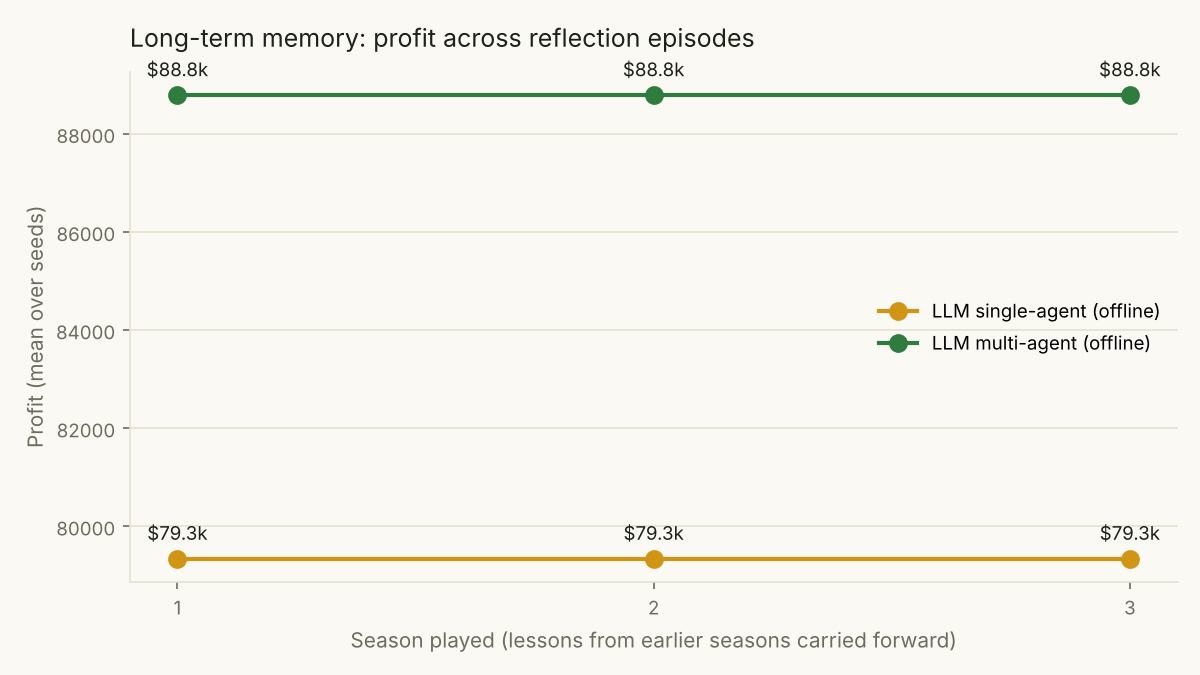 Long-term memory: profit across reflection episodes
$88.8k $88.8k $88.8k
88000
86000
84000
82000
80000
Profit (mean over seeds)
LLM single-agent (offline)
LLM multi-agent (offline)
$79.3k $79.3k $79.3k
1 2 3
Season played (lessons from earlier seasons carried forward)